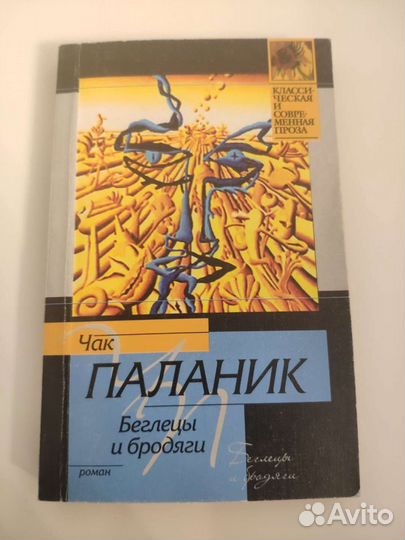 КЛАССИ-
ЧЕСКАЯ
И
СОВРЕ-
МЕННАЯ
ПРОЗА
Чак
ПАЛАНИК
Беглецы
и бродяги
роман
Беглецы
и бродяги
Avito